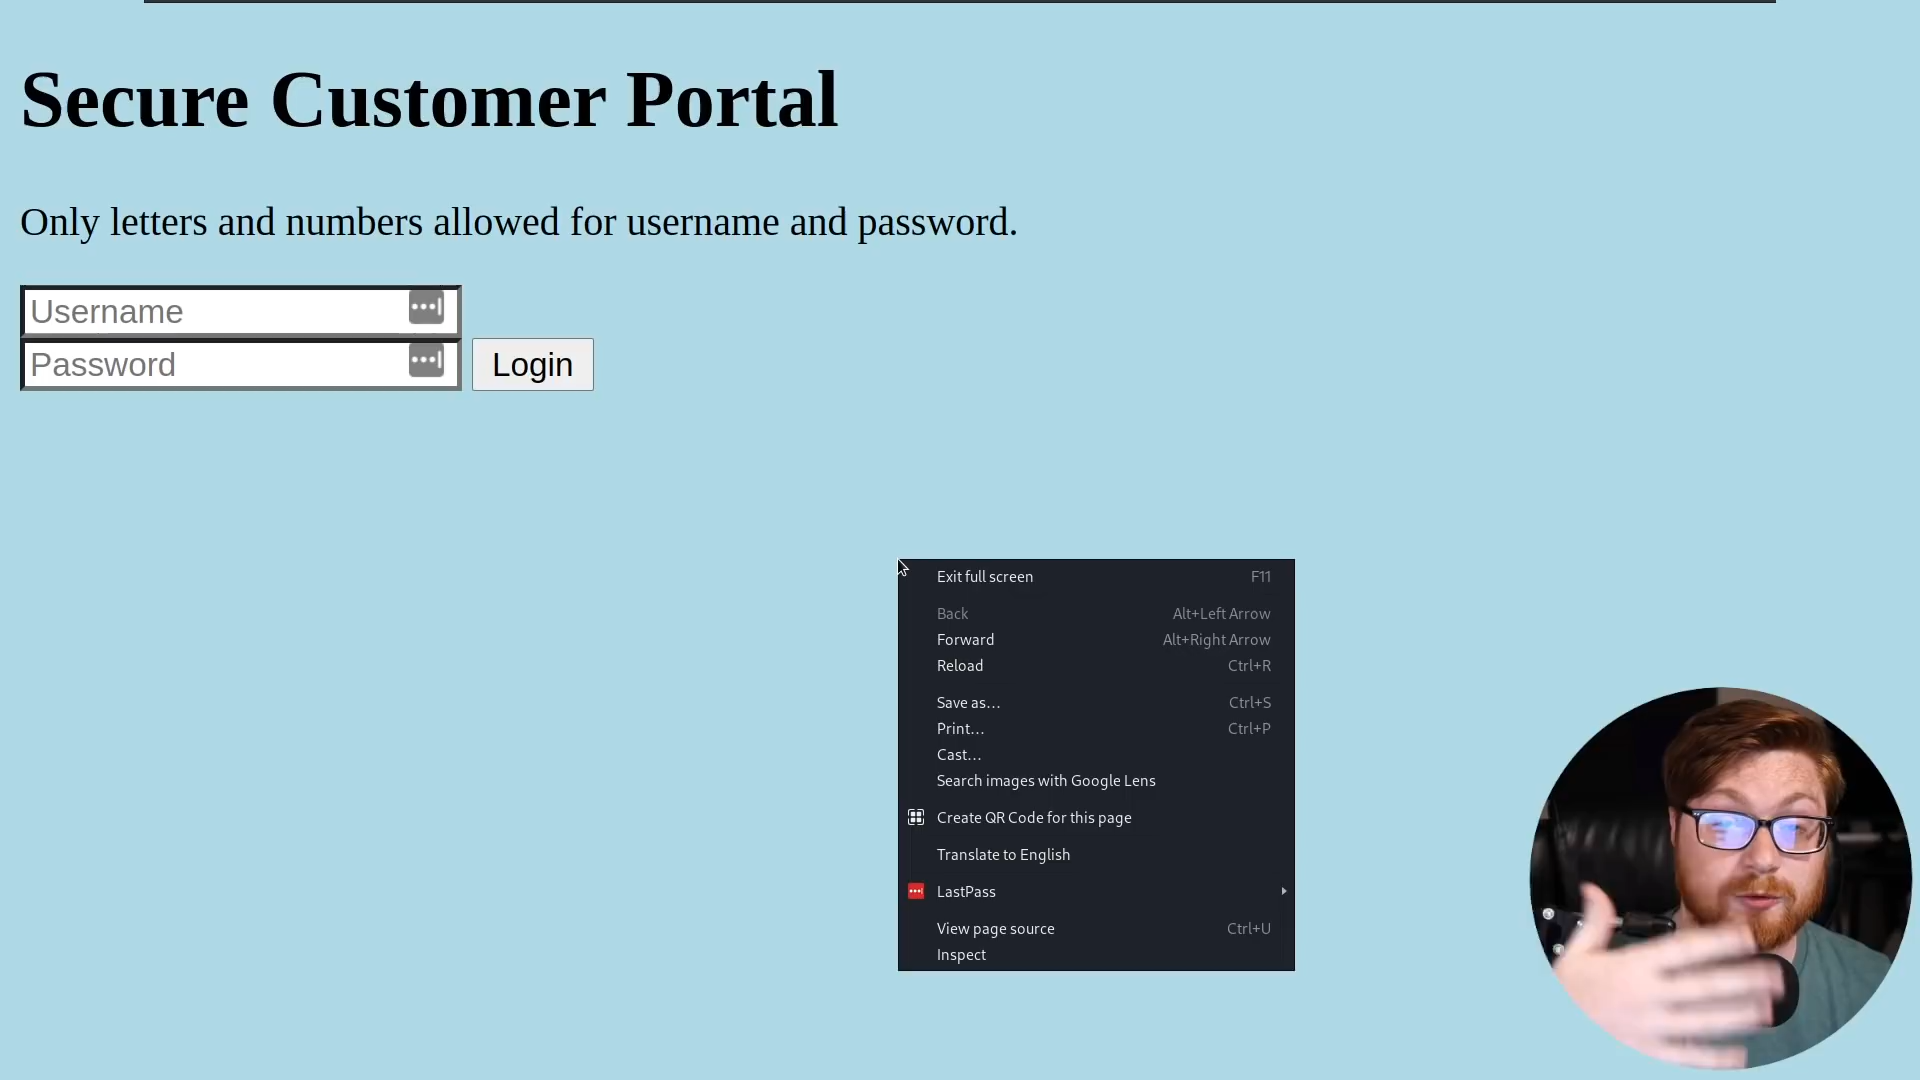 Secure Customer Portal
Only letters and numbers allowed for username and password.
Username
Password
Login
Exit full screen F11
Back Alt+Left Arrow
Forward Alt+Right Arrow
Reload Ctrl+R
Save as... Ctrl+S
Print... Ctrl+P
Cast...
Search images with Google Lens
Create QR Code for this page
Translate to English
LastPass
View page source Ctrl+U
Inspect